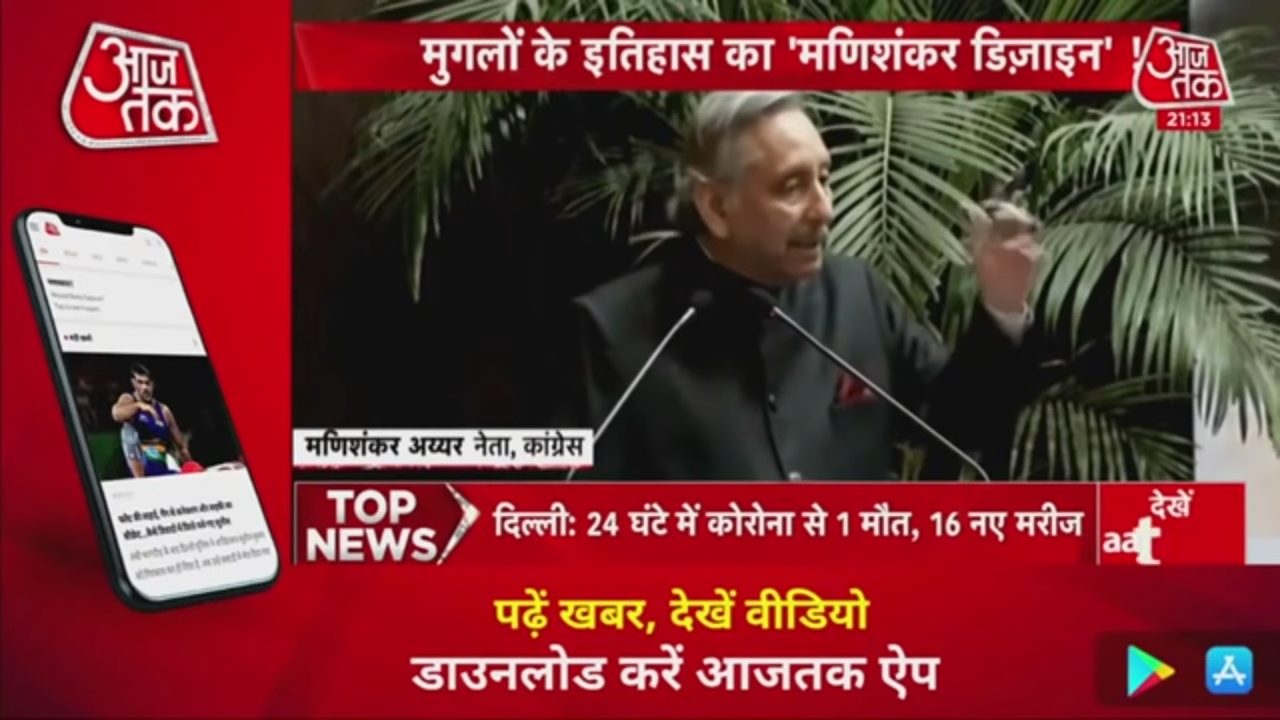 आज
तक
मुगलों के इतिहास का 'मणिशंकर डिज़ाइन' !
आज
तक
21:13
मणिशंकर अय्यर नेता, कांग्रेस
TOP
NEWS
दिल्ली: 24 घंटे में कोरोना से 1 मौत, 16 नए मरीज
देखें
aat
पढ़ें खबर, देखें वीडियो
डाउनलोड करें आजतक ऐप